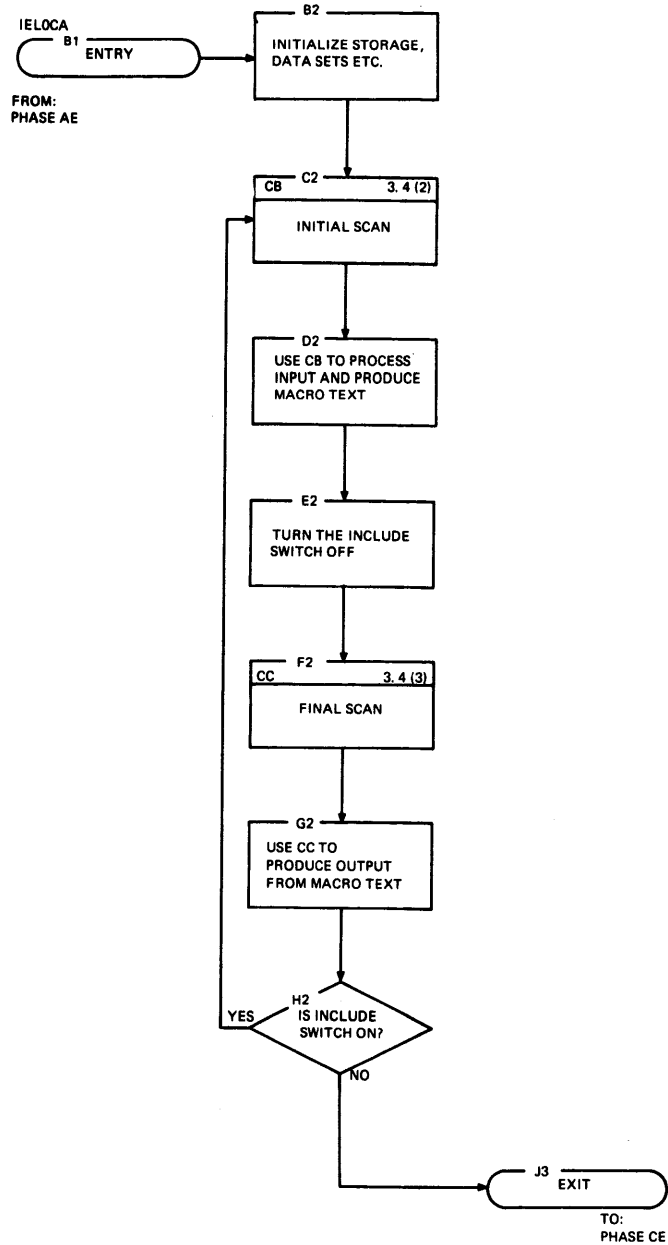 IEL0CA
B1
ENTRY
FROM:
PHASE AE
B2
INITIALIZE STORAGE,
DATA SETS ETC.
C2
CB 3. 4 (2)
INITIAL SCAN
D2
USE CB TO PROCESS
INPUT AND PRODUCE
MACRO TEXT
E2
TURN THE INCLUDE
SWITCH OFF
F2
CC 3. 4 (3)
FINAL SCAN
G2
USE CC TO
PRODUCE OUTPUT
FROM MACRO TEXT
H2
IS INCLUDE
SWITCH ON?
YES
NO
J3
EXIT
TO:
PHASE CE